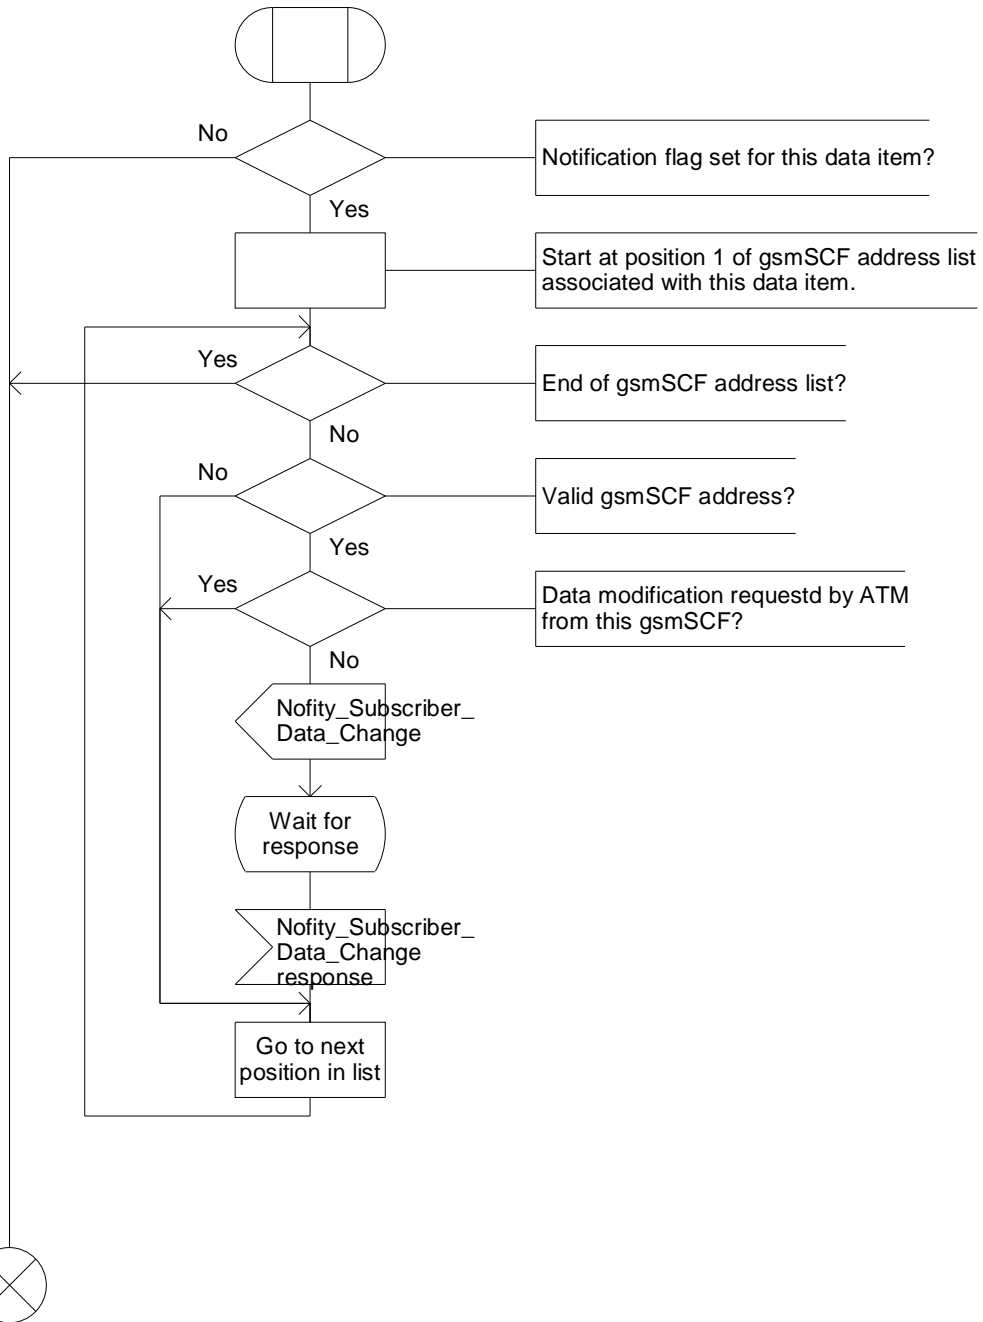 No
Notification flag set for this data item?
Yes
Start at position 1 of gsmSCF address list
associated with this data item.
Yes
End of gsmSCF address list?
No
No
Valid gsmSCF address?
Yes
Yes
Data modification requestd by ATM
from this gsmSCF?
No
Nofity_Subscriber_
Data_Change
Wait for
response
Nofity_Subscriber_
Data_Change
response
Go to next
position in list